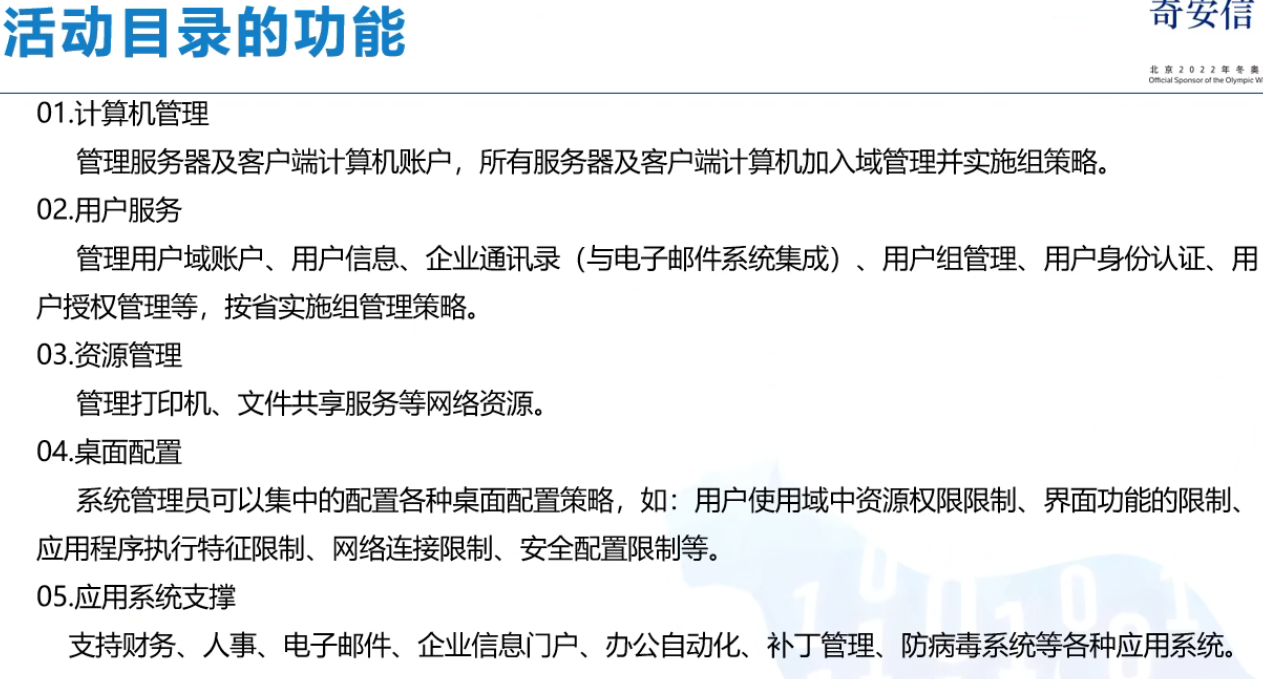 活动目录的功能
奇安信
北京2022年冬奥
Official Sponsor of the Olympic Wi
01.计算机管理
管理服务器及客户端计算机账户，所有服务器及客户端计算机加入域管理并实施组策略。
02.用户服务
管理用户域账户、用户信息、企业通讯录（与电子邮件系统集成）、用户组管理、用户身份认证、用
户授权管理等，按省实施组管理策略。
03.资源管理
管理打印机、文件共享服务等网络资源。
04.桌面配置
系统管理员可以集中的配置各种桌面配置策略，如：用户使用域中资源权限限制、界面功能的限制、
应用程序执行特征限制、网络连接限制、安全配置限制等。
05.应用系统支撑
支持财务、人事、电子邮件、企业信息门户、办公自动化、补丁管理、防病毒系统等各种应用系统。